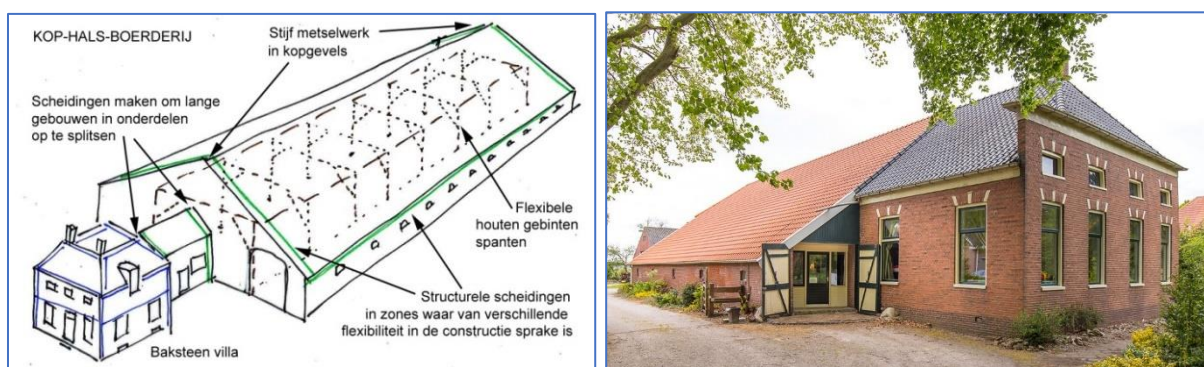 KOP-HALS-BOERDERIJ
Stijf metselwerk
in kopgevels
Scheidingen maken om lange
gebouwen in onderdelen
op te splitsen
Flexibele
houten gebinten
spanten
Structurele scheidingen
in zones waar van verschillende
flexibiliteit in de constructie sprake is
Baksteen villa